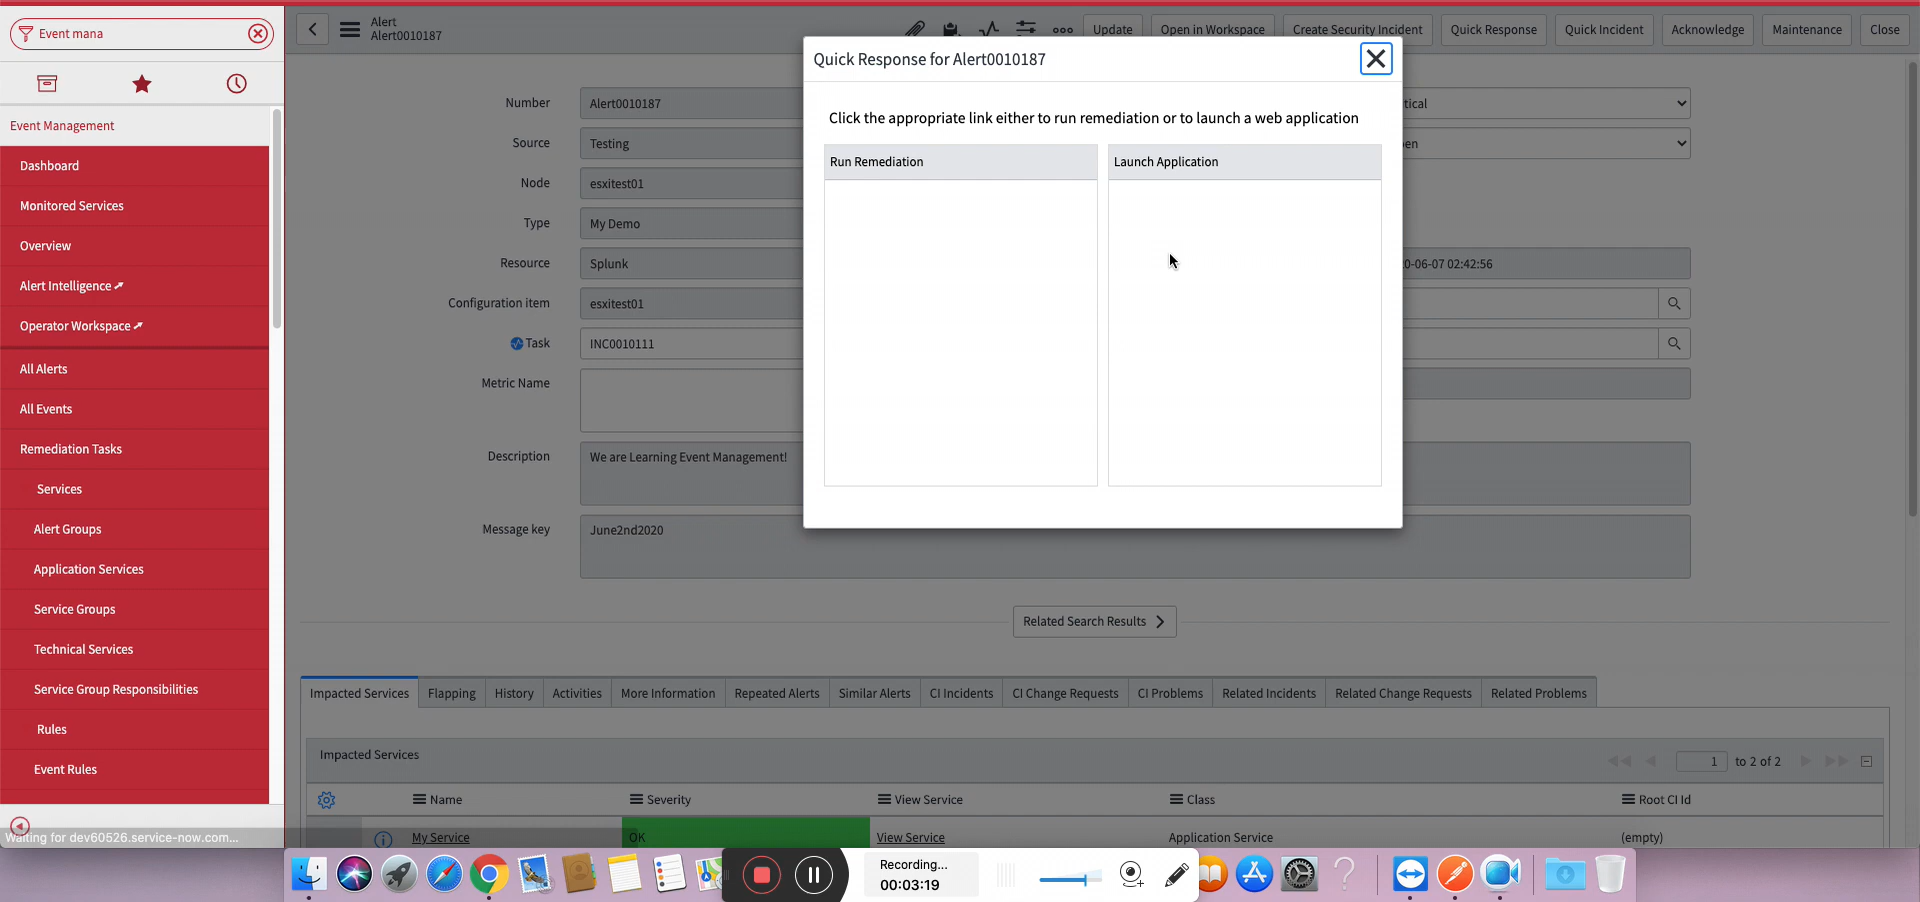 Event mana
Alert
Alert0010187
Update
Open in Workspace
Create Security Incident
Quick Response
Quick Incident
Acknowledge
Maintenance
Close
Quick Response for Alert0010187
Click the appropriate link either to run remediation or to launch a web application
Run Remediation
Launch Application
Event Management
Dashboard
Monitored Services
Overview
Alert Intelligence
Operator Workspace
All Alerts
All Events
Remediation Tasks
Services
Alert Groups
Application Services
Service Groups
Technical Services
Service Group Responsibilities
Rules
Event Rules
Waiting for dev60526.service-now.com...
Number
Alert0010187
tical
Source
Testing
en
Node
esxitest01
Type
My Demo
Resource
Splunk
0-06-07 02:42:56
Configuration item
esxitest01
Task
INC0010111
Metric Name
Description
We are Learning Event Management!
Message key
June2nd2020
Related Search Results
Impacted Services
Flapping
History
Activities
More Information
Repeated Alerts
Similar Alerts
CI Incidents
CI Change Requests
CI Problems
Related Incidents
Related Change Requests
Related Problems
Impacted Services
1
to 2 of 2
Name
Severity
View Service
Class
Root CI Id
My Service
OK
View Service
Application Service
(empty)
Recording...
00:03:19